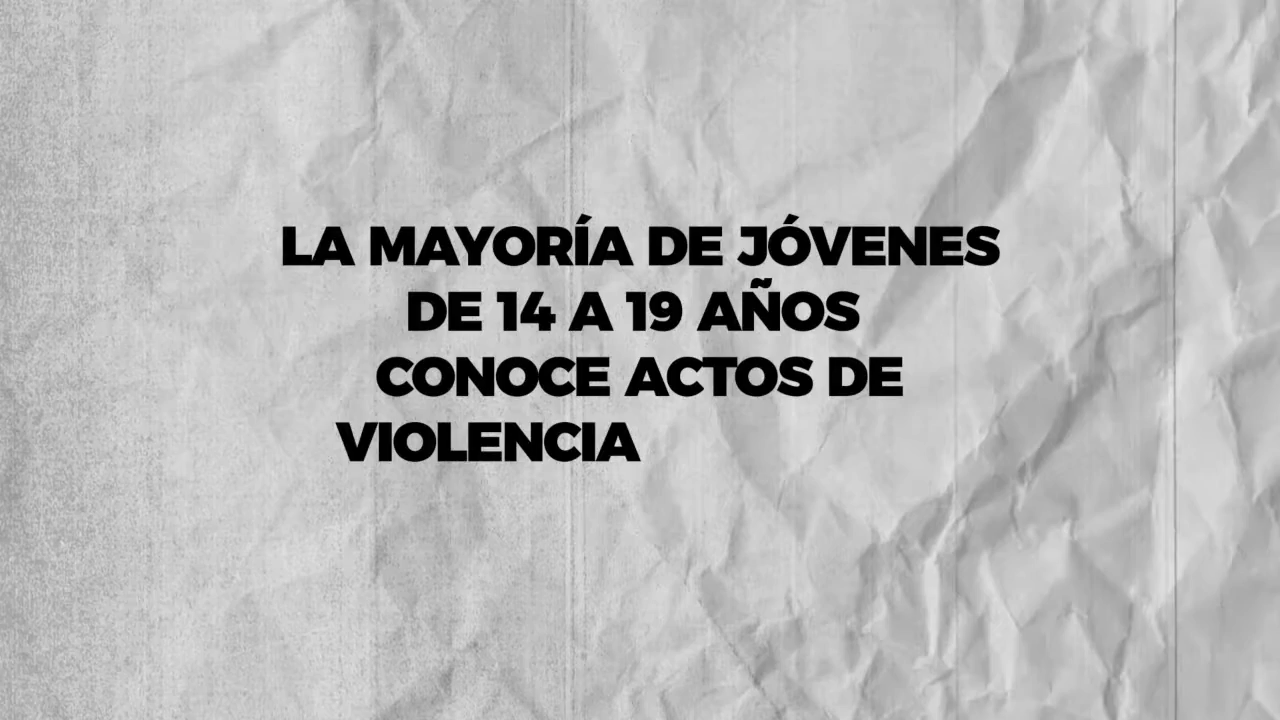 LA MAYORÍA DE JÓVENES
DE 14 A 19 AÑOS
CONOCE ACTOS DE
VIOLENCIA